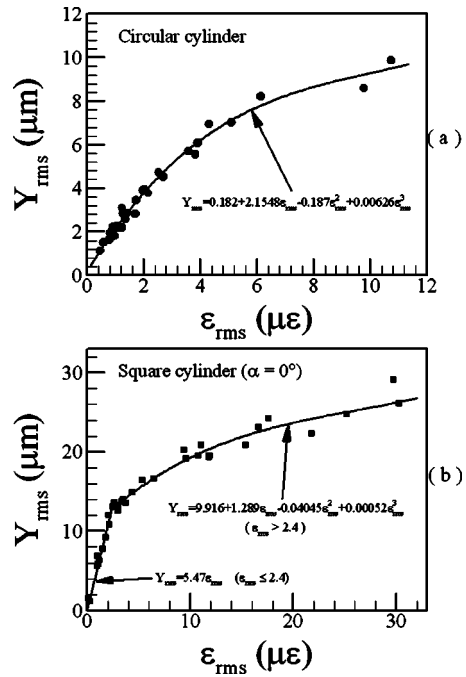 12
10
8
6
4
2
0
Y_rms (μm)
Circular cylinder
(a)
Y_rms=0.182+2.1548ε_rms-0.187ε²_rms+0.00626ε³_rms
0 2 4 6 8 10 12
ε_rms (με)
30
20
10
0
Y_rms (μm)
Square cylinder (α = 0°)
(b)
Y_rms=9.916+1.289ε_rms-0.04045ε²_rms+0.00052ε³_rms
(ε_rms > 2.4)
Y_rms=5.47ε_rms (ε_rms ≤ 2.4)
0 10 20 30
ε_rms (με)